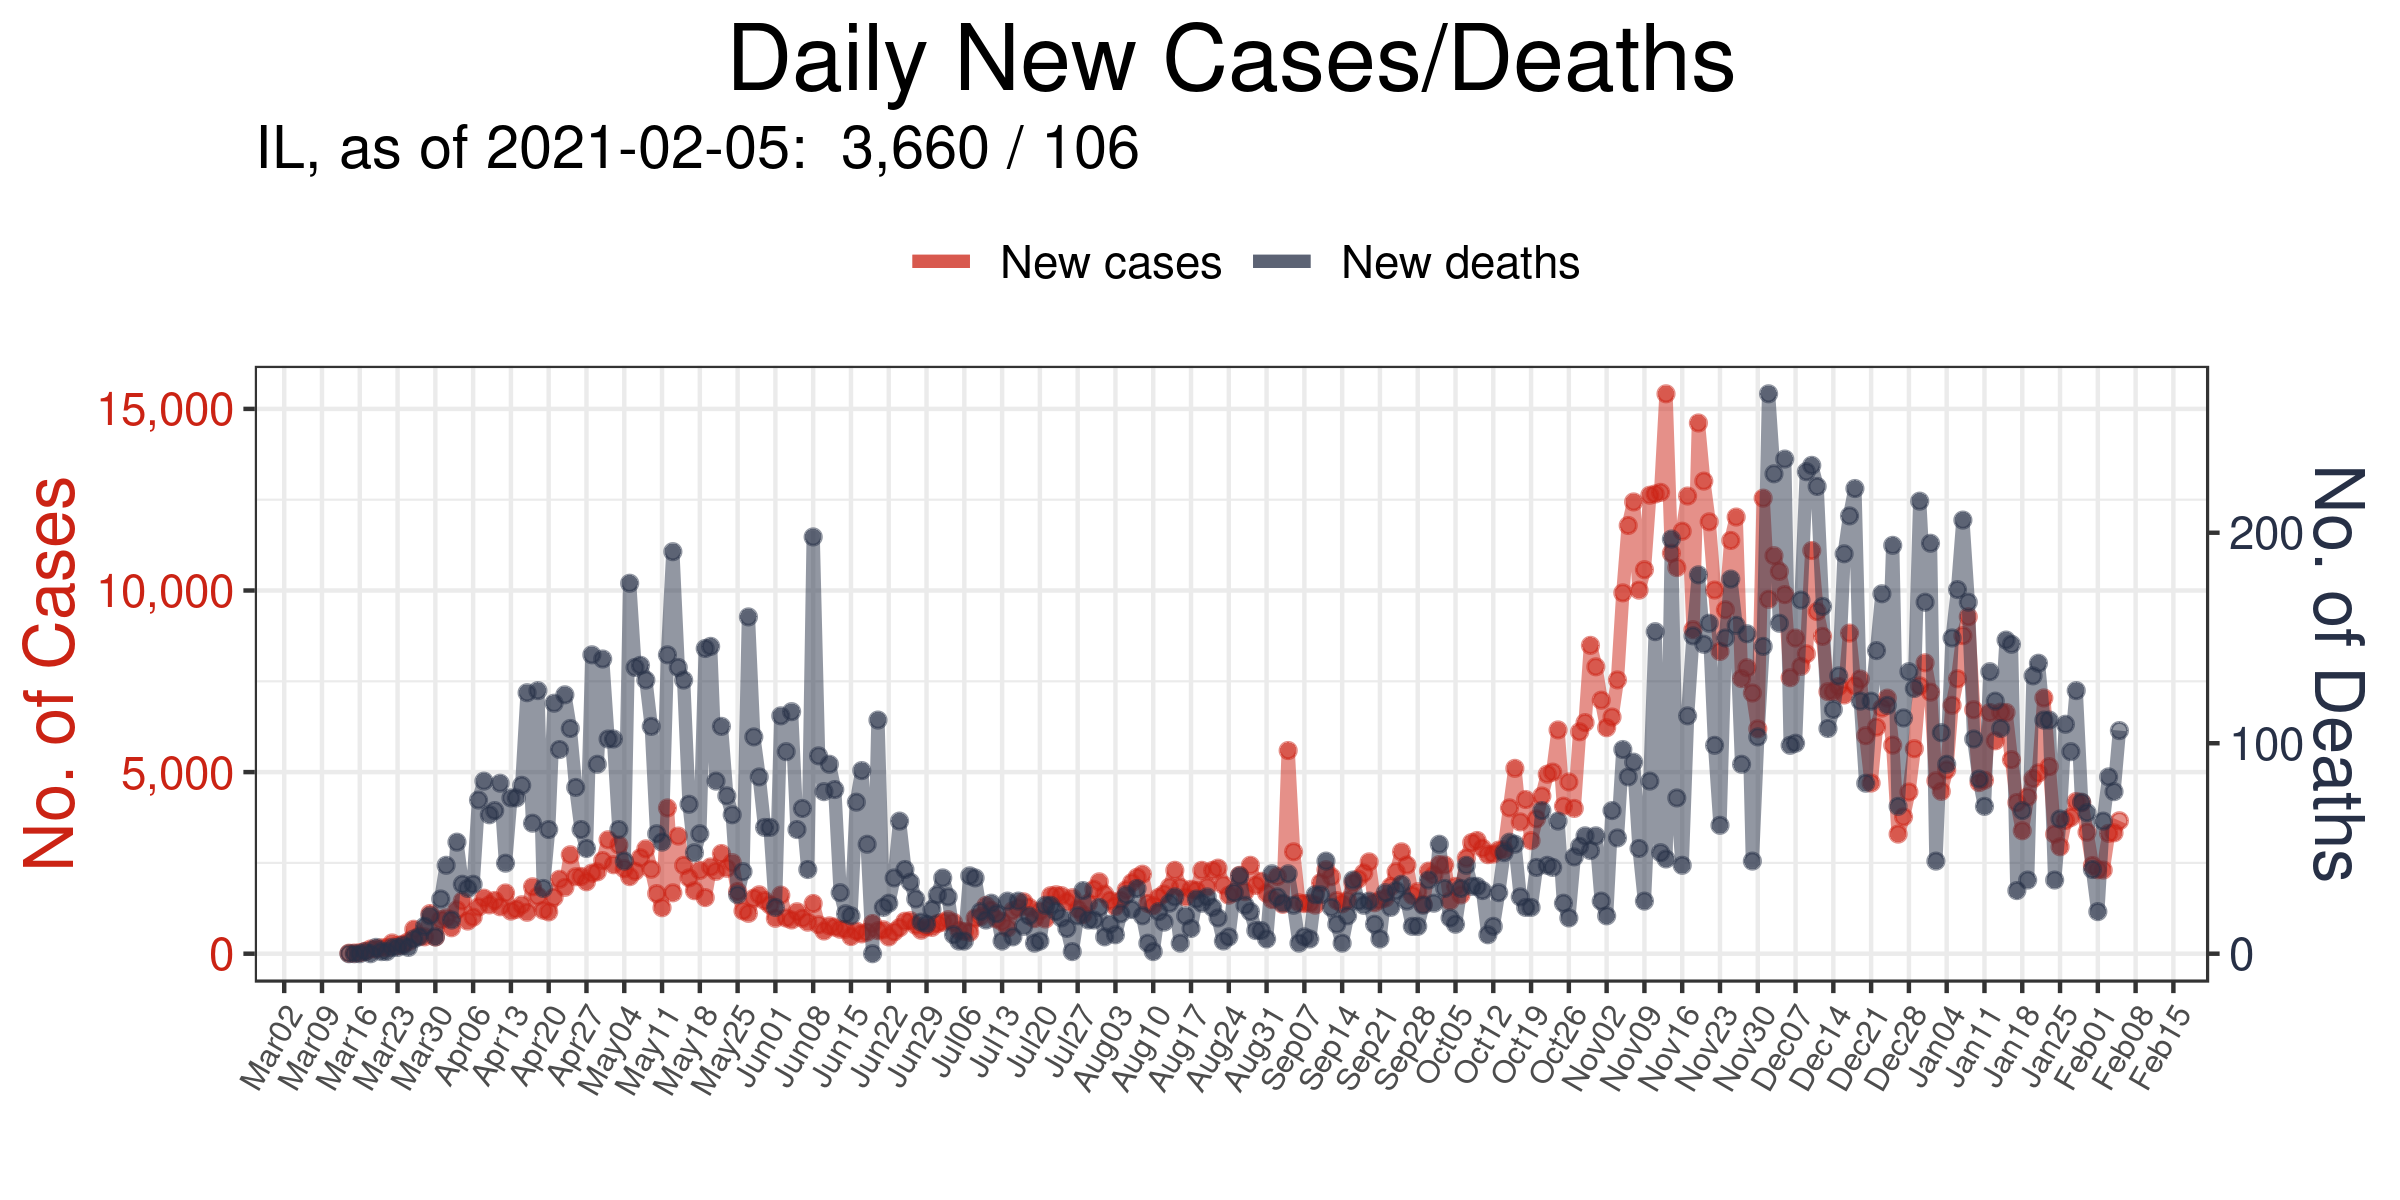 Daily New Cases/Deaths
IL, as of 2021-02-05: 3,660 / 106
New cases
New deaths
No. of Cases
15,000
10,000
5,000
0
No. of Deaths
200
100
0
Mar02
Mar09
Mar16
Mar23
Mar30
Apr06
Apr13
Apr20
Apr27
May04
May11
May18
May25
Jun01
Jun08
Jun15
Jun22
Jun29
Jul06
Jul13
Jul20
Jul27
Aug03
Aug10
Aug17
Aug24
Aug31
Sep07
Sep14
Sep21
Sep28
Oct05
Oct12
Oct19
Oct26
Nov02
Nov09
Nov16
Nov23
Nov30
Dec07
Dec14
Dec21
Dec28
Jan04
Jan11
Jan18
Jan25
Feb01
Feb08
Feb15